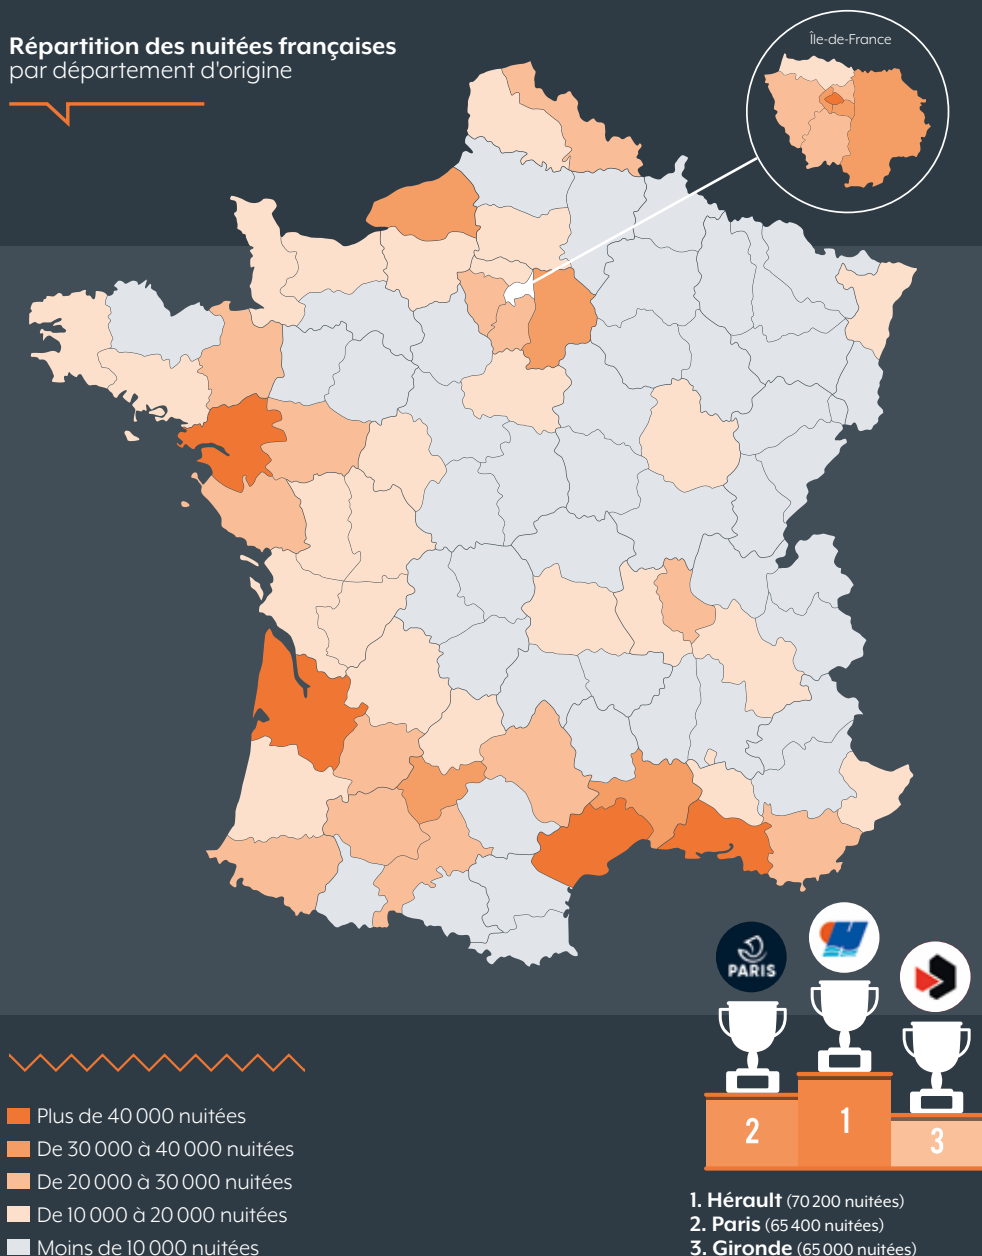 Répartition des nuitées françaises
par département d'origine
Île-de-France
PARIS
2
1
3
Plus de 40 000 nuitées
De 30 000 à 40 000 nuitées
De 20 000 à 30 000 nuitées
De 10 000 à 20 000 nuitées
Moins de 10 000 nuitées
1. Hérault (70 200 nuitées)
2. Paris (65 400 nuitées)
3. Gironde (65 000 nuitées)